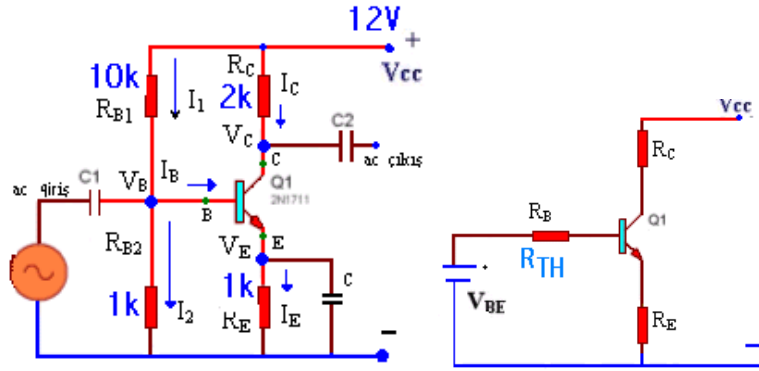 12V
+
Vcc
10k
RB1
I1
RC
2k
IC
VC
C2
C
ac çıkış
ac giriş
C1
VB
IB
B
Q1
2N1711
RB2
VE
E
1k
I2
1k
RE
IE
C
-
Vcc
RC
RB
Q1
RTH
VBE
RE
-